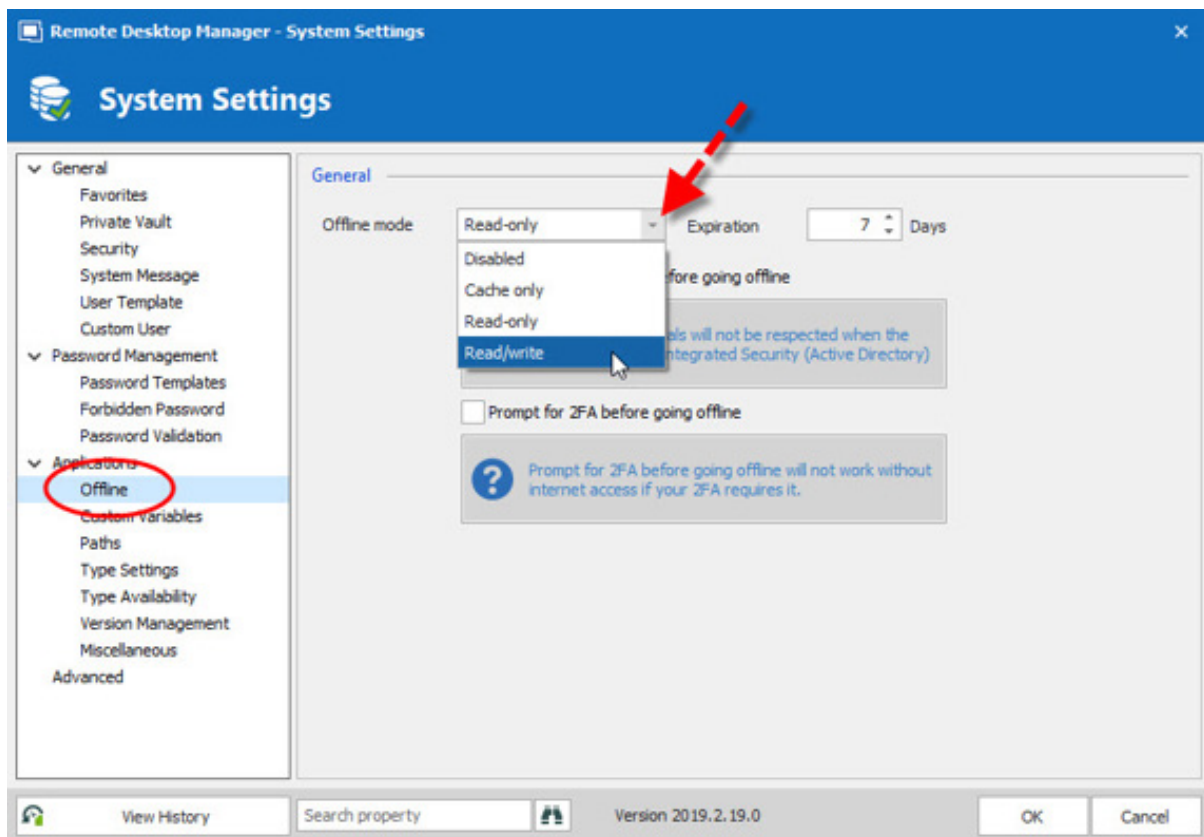 Remote Desktop Manager - System Settings
System Settings
General
Favorites
Private Vault
Security
System Message
User Template
Custom User
Password Management
Password Templates
Forbidden Password
Password Validation
Applications
Offline
Custom Variables
Paths
Type Settings
Type Availability
Version Management
Miscellaneous
Advanced
General
Offline mode Read-only Expiration 7 Days
Disabled
Cache only
Read-only
Read/write
before going offline
will not be respected when the
Integrated Security (Active Directory)
Prompt for 2FA before going offline
Prompt for 2FA before going offline will not work without
internet access if your 2FA requires it.
View History Search property Version 2019.2.19.0 OK Cancel